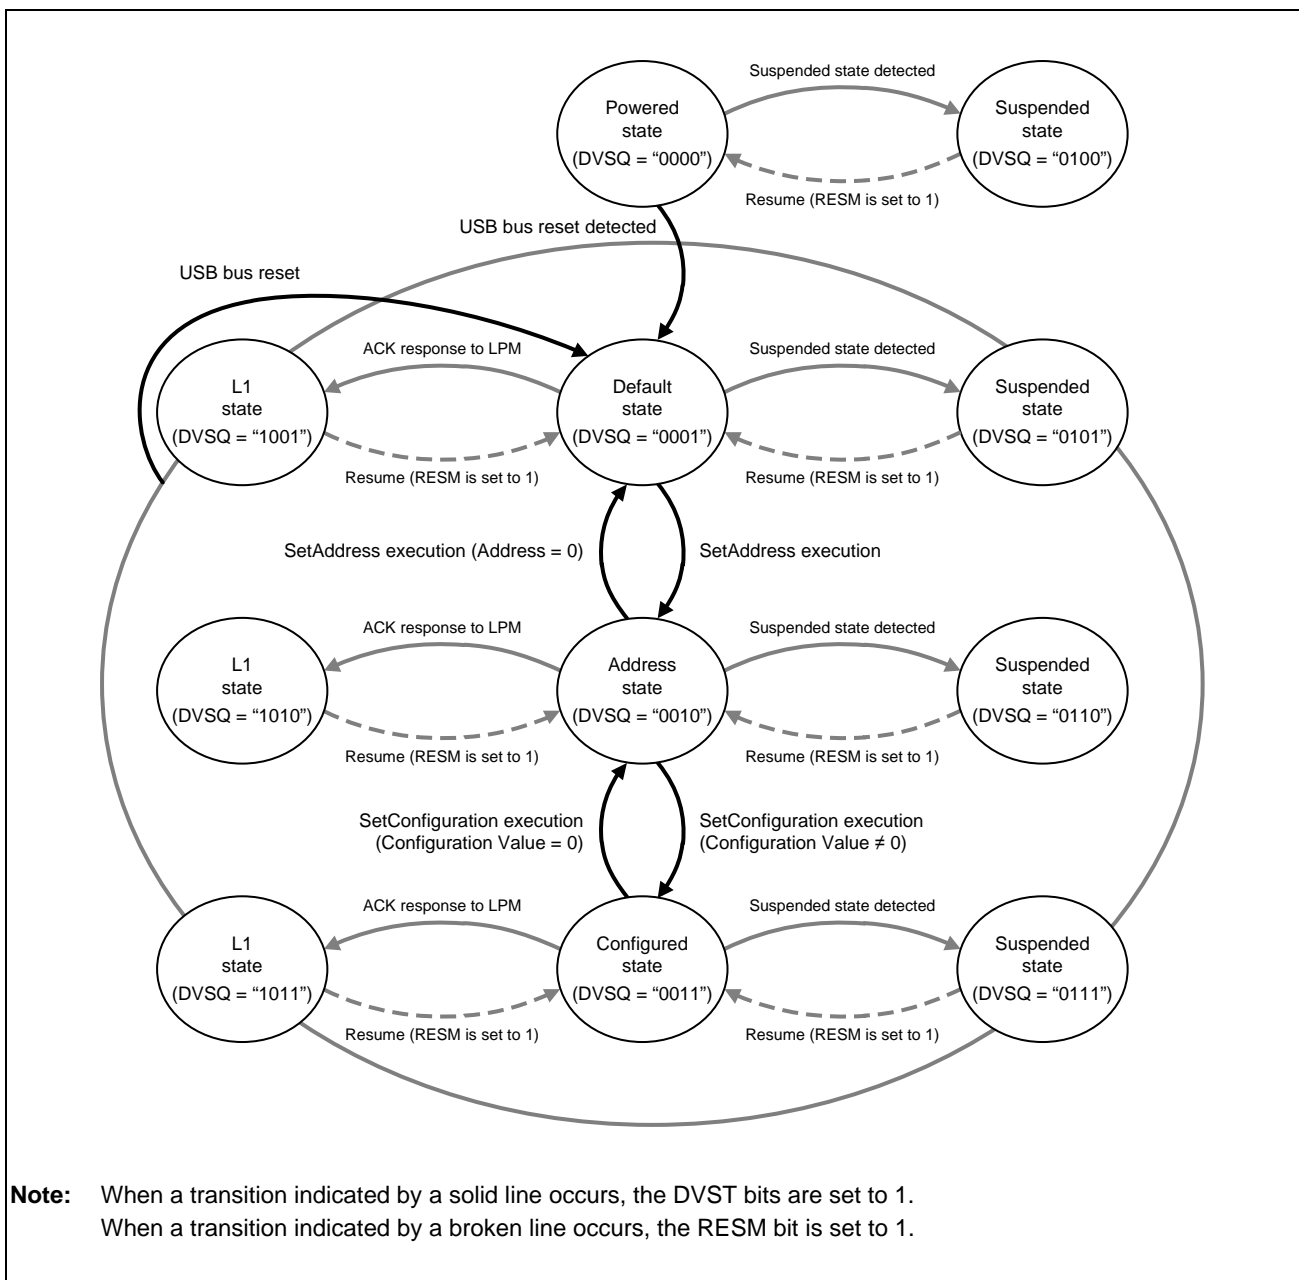 Suspended state detected
Powered
state
(DVSQ = “0000”)
Suspended
state
(DVSQ = “0100”)
Resume (RESM is set to 1)
USB bus reset detected
USB bus reset
ACK response to LPM
Suspended state detected
L1
state
(DVSQ = “1001”)
Default
state
(DVSQ = “0001”)
Suspended
state
(DVSQ = “0101”)
Resume (RESM is set to 1)
Resume (RESM is set to 1)
SetAddress execution (Address = 0)
SetAddress execution
ACK response to LPM
Suspended state detected
L1
state
(DVSQ = “1010”)
Address
state
(DVSQ = “0010”)
Suspended
state
(DVSQ = “0110”)
Resume (RESM is set to 1)
Resume (RESM is set to 1)
SetConfiguration execution
(Configuration Value = 0)
SetConfiguration execution
(Configuration Value ≠ 0)
ACK response to LPM
Suspended state detected
L1
state
(DVSQ = “1011”)
Configured
state
(DVSQ = “0011”)
Suspended
state
(DVSQ = “0111”)
Resume (RESM is set to 1)
Resume (RESM is set to 1)
Note: When a transition indicated by a solid line occurs, the DVST bits are set to 1.
When a transition indicated by a broken line occurs, the RESM bit is set to 1.